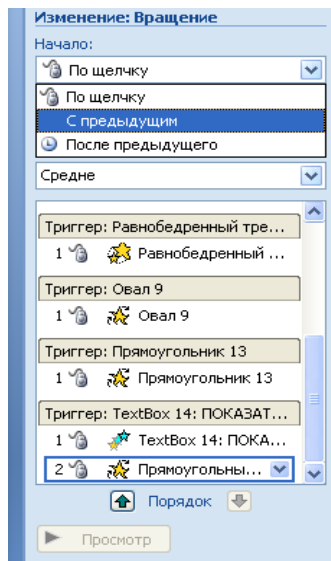 Изменение: Вращение
Начало:
По щелчку
По щелчку
С предыдущим
После предыдущего
Средне
Триггер: Равнобедренный тре...
1 Равнобедренный ...
Триггер: Овал 9
1 Овал 9
Триггер: Прямоугольник 13
1 Прямоугольник 13
Триггер: TextBox 14: ПОКАЗАТ...
1 TextBox 14: ПОКА...
2 Прямоугольны...
Порядок
Просмотр